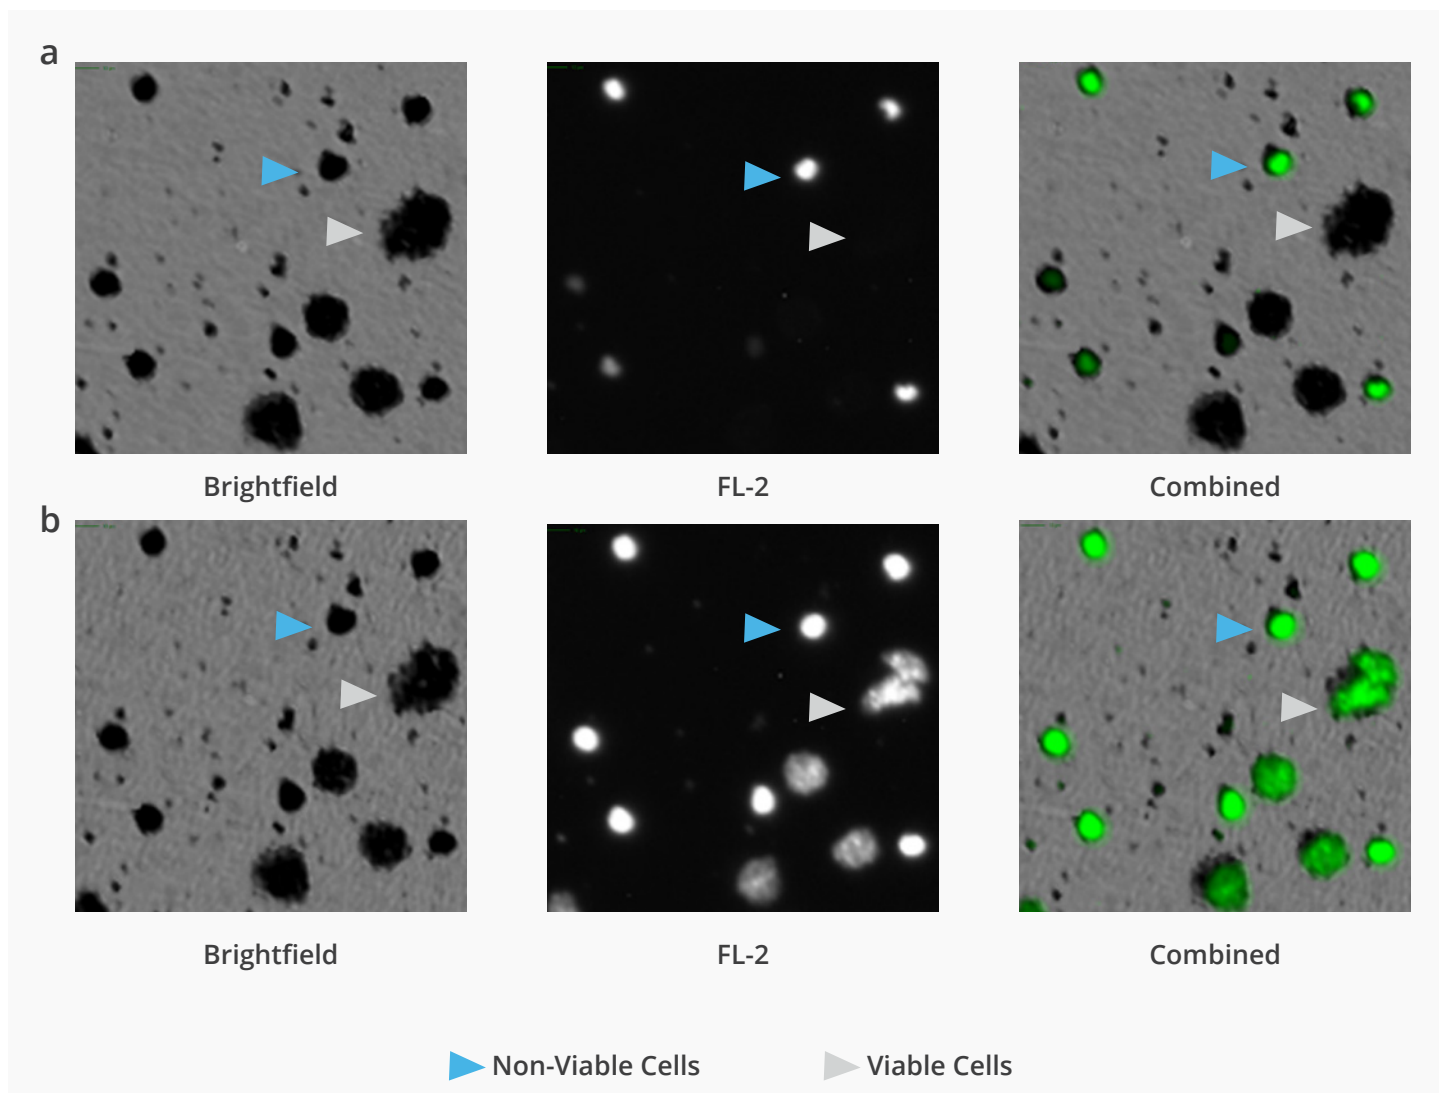 a
Brightfield
FL-2
Combined
b
Brightfield
FL-2
Combined
Non-Viable Cells
Viable Cells